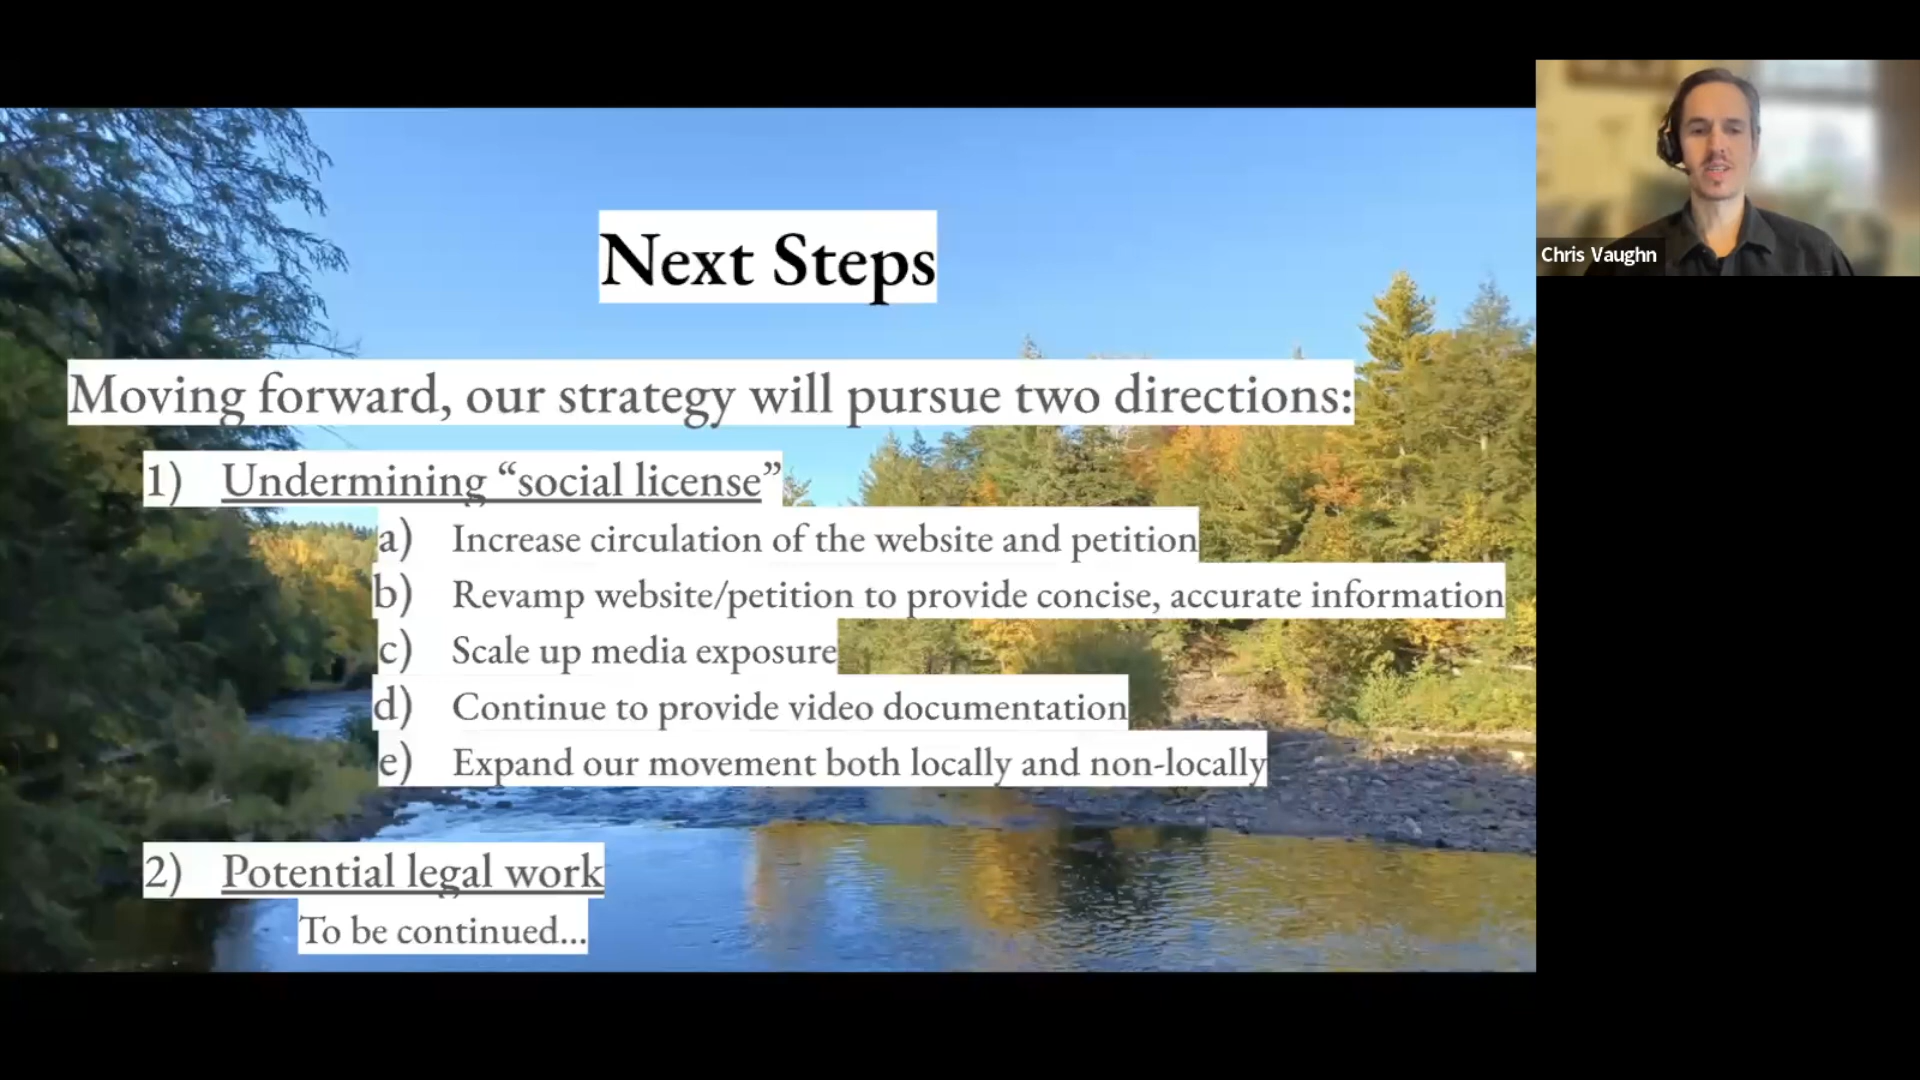 Next Steps
Chris Vaughn
Moving forward, our strategy will pursue two directions:
1) Undermining “social license”
a) Increase circulation of the website and petition
b) Revamp website/petition to provide concise, accurate information
c) Scale up media exposure
d) Continue to provide video documentation
e) Expand our movement both locally and non-locally
2) Potential legal work
To be continued...